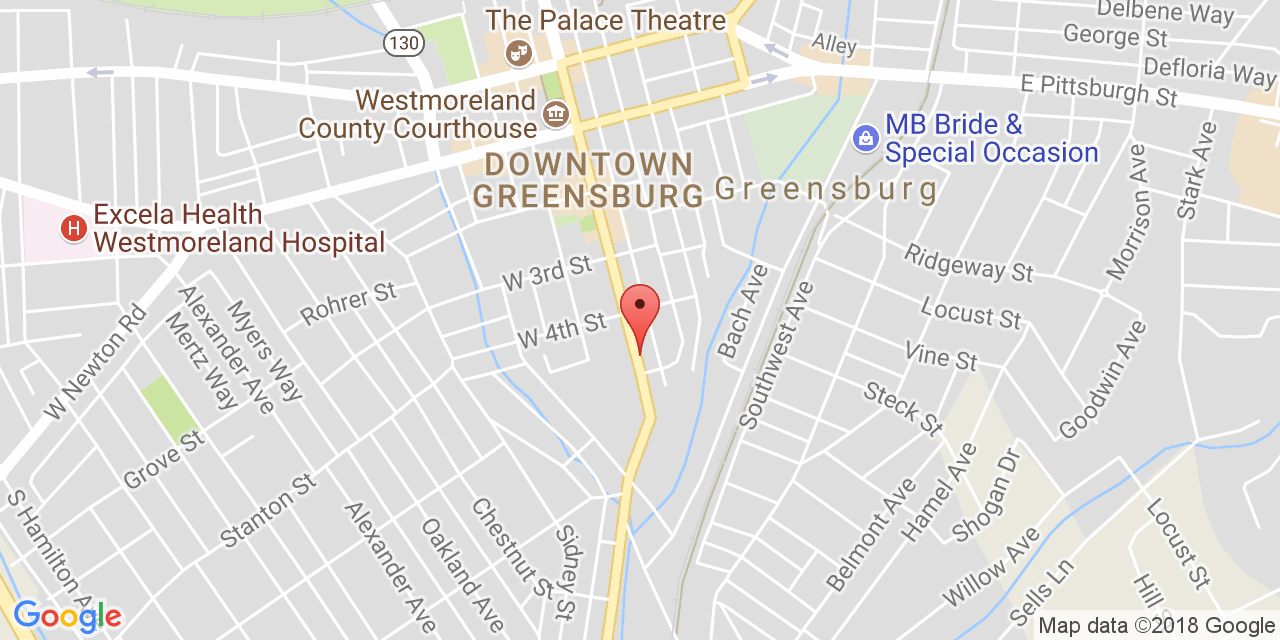 Delbene Way
The Palace Theatre
George St
130
Alley
Defloria Way
E Pittsburgh St
Westmoreland
County Courthouse
MB Bride &
Special Occasion
Stark Ave
Morrison Ave
DOWNTOWN
GREENSBURG
Greensburg
H
Excela Health
Westmoreland Hospital
W 3rd St
Ridgeway St
Rohrer St
Bach Ave
Southwest Ave
Locust St
W 4th St
Myers Way
Alexander Ave
Mertz Way
W Newton Rd
Vine St
Goodwin Ave
Steck St
Grove St
Stanton St
Hamel Ave
Shogan Dr
Belmont Ave
S Hamilton A
Alexander Ave
Oakland Ave
Chestnut St
Sidney St
Willow Ave
Sells Ln
Locust St
Hill S
Google
Map data ©2018 Google